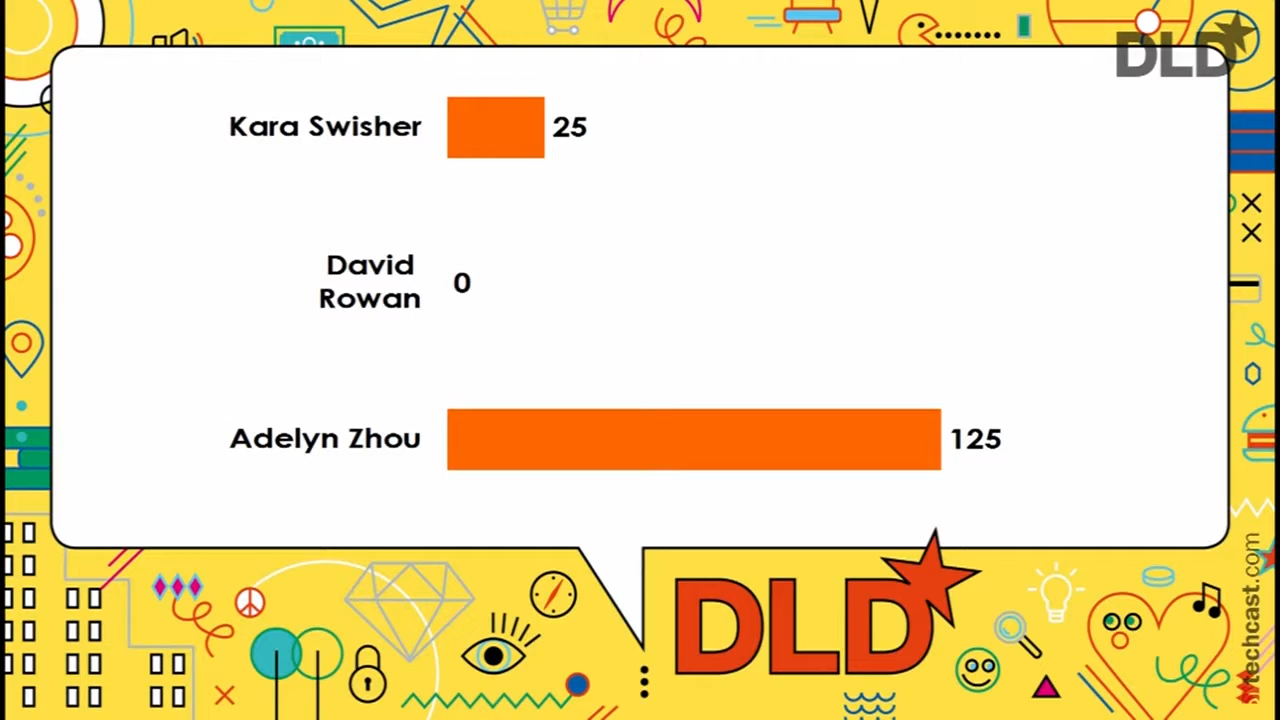 DLD
Kara Swisher 25
David
Rowan
0
Adelyn Zhou 125
DLD
techcast.com